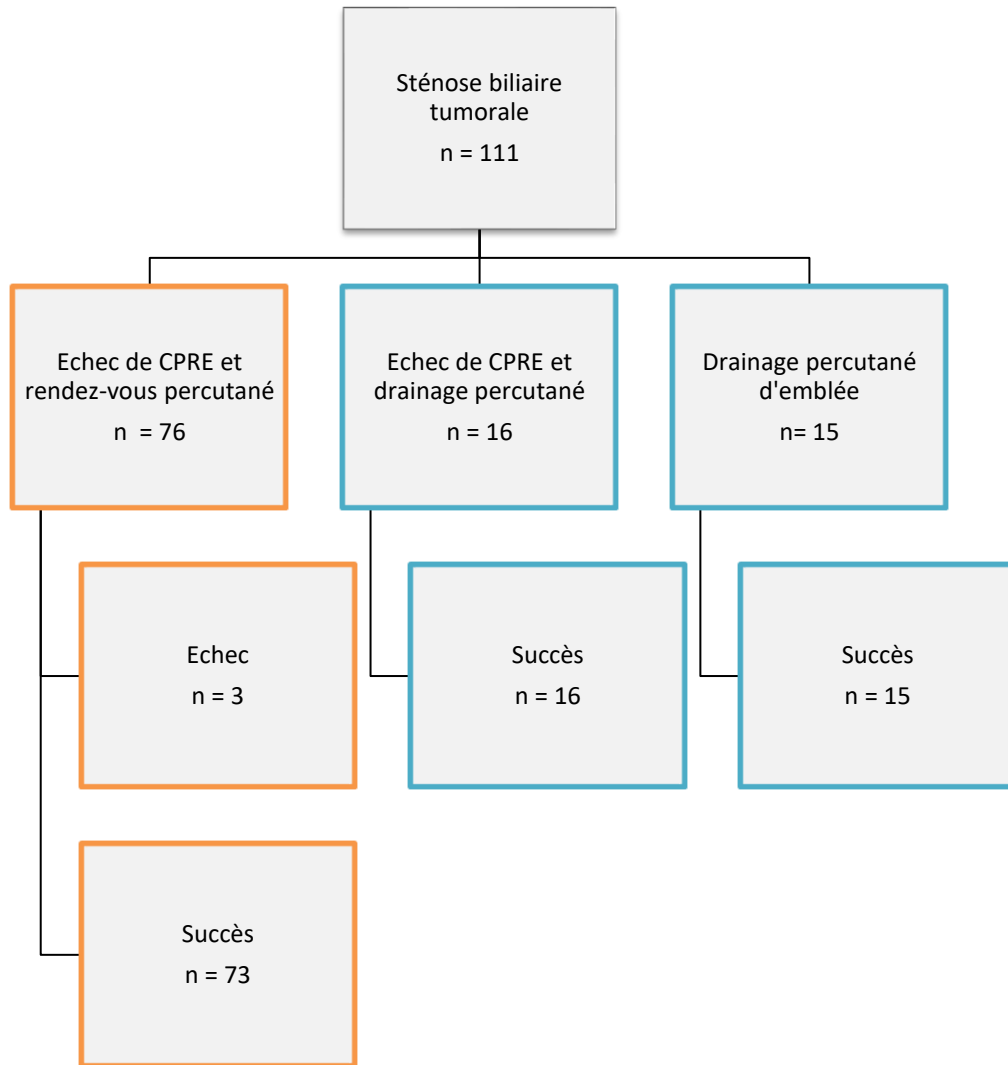 Sténose biliaire
tumorale
n = 111
Echec de CPRE et
rendez-vous percutané
n = 76
Echec de CPRE et
drainage percutané
n = 16
Drainage percutané
d'emblée
n= 15
Echec
n = 3
Succès
n = 16
Succès
n = 15
Succès
n = 73